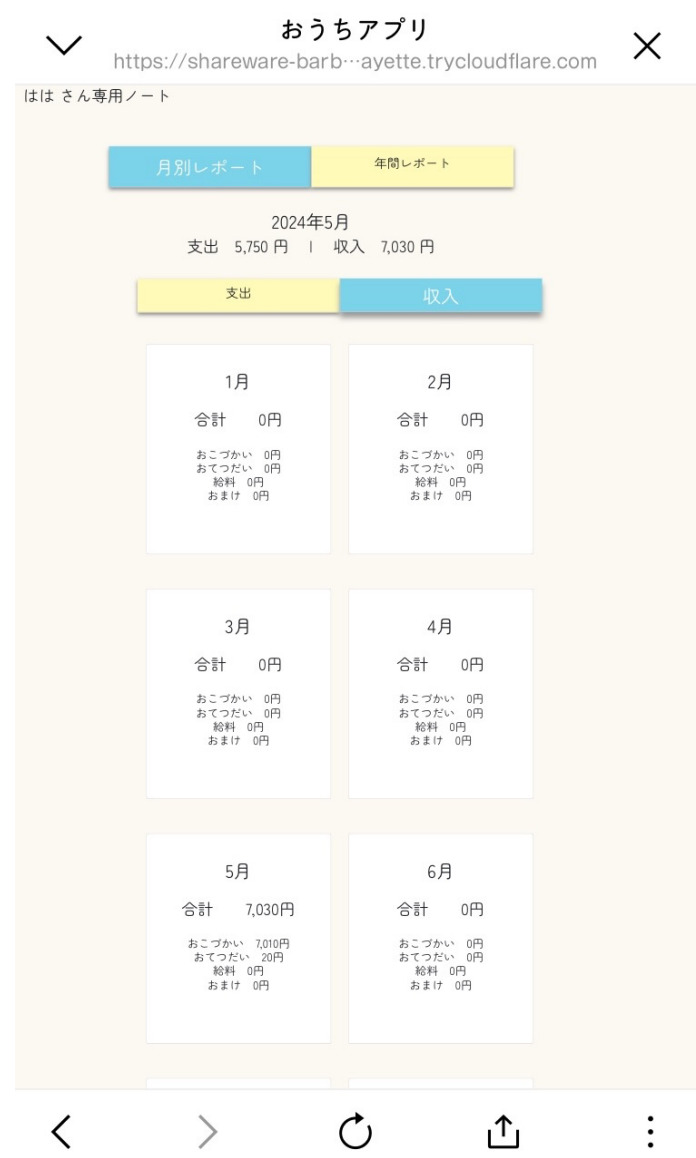 おうちアプリ
https://shareware-barb…ayette.trycloudflare.com
はは さん専用ノート
月別レポート 年間レポート
2024年5月
支出 5,750 円 | 収入 7,030 円
支出 収入
1月
合計 0円
おこづかい 0円
おてつだい 0円
給料 0円
おまけ 0円
2月
合計 0円
おこづかい 0円
おてつだい 0円
給料 0円
おまけ 0円
3月
合計 0円
おこづかい 0円
おてつだい 0円
給料 0円
おまけ 0円
4月
合計 0円
おこづかい 0円
おてつだい 0円
給料 0円
おまけ 0円
5月
合計 7,030円
おこづかい 7,010円
おてつだい 20円
給料 0円
おまけ 0円
6月
合計 0円
おこづかい 0円
おてつだい 0円
給料 0円
おまけ 0円